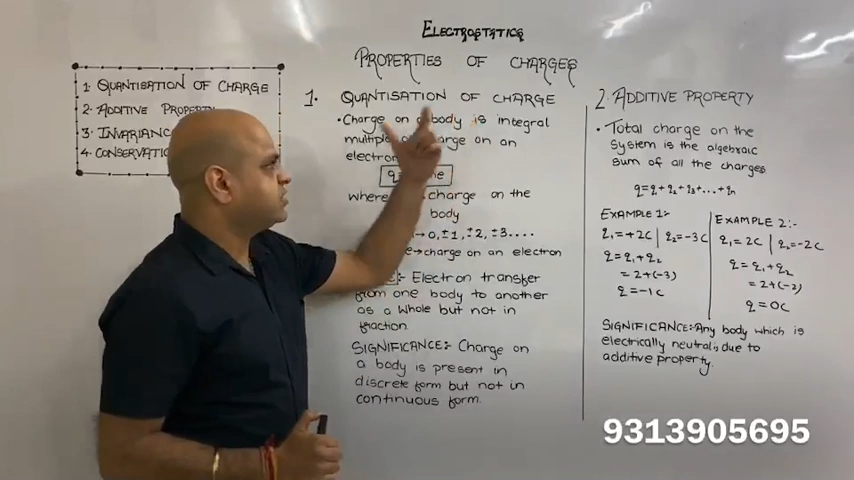 ELECTROSTATICS
PROPERTIES OF CHARGES
1. QUANTISATION OF CHARGE
2. ADDITIVE PROPERTY
3. INVARIANC
4. CONSERVATIO
1. QUANTISATION OF CHARGE
• Charge on a body is integral
multiple charge on an
electron
q= ne
where charge on the
body
→ 0, ±1, ±2, ±3....
e→charge on an electron
:- Electron transfer
from one body to another
as a whole but not in
fraction.
SIGNIFICANCE:- Charge on
a body is present in
discrete form but not in
continuous form.
2. ADDITIVE PROPERTY
• Total charge on the
system is the algebraic
sum of all the charges
q=q1+q2+q3+...+qn
EXAMPLE 1:-
q1=+2C | q2=-3C
q=q1+q2
=2+(-3)
q=-1C
EXAMPLE 2:-
q1=2C | q2=-2C
q=q1+q2
=2+(-2)
q=0C
SIGNIFICANCE:- Any body which is
electrically neutral is due to
additive property.
9313905695